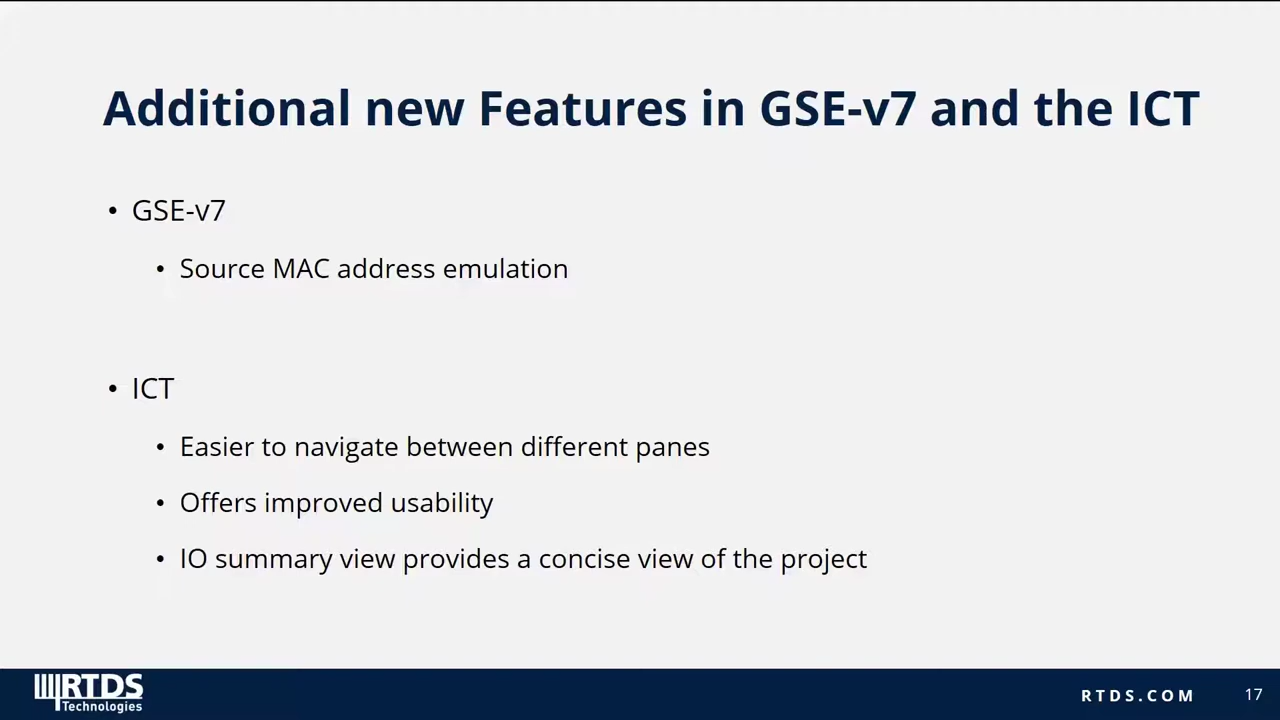 Additional new Features in GSE-v7 and the ICT
• GSE-v7
• Source MAC address emulation
• ICT
• Easier to navigate between different panes
• Offers improved usability
• IO summary view provides a concise view of the project
RTDS
Technologies
RTDS.COM
17